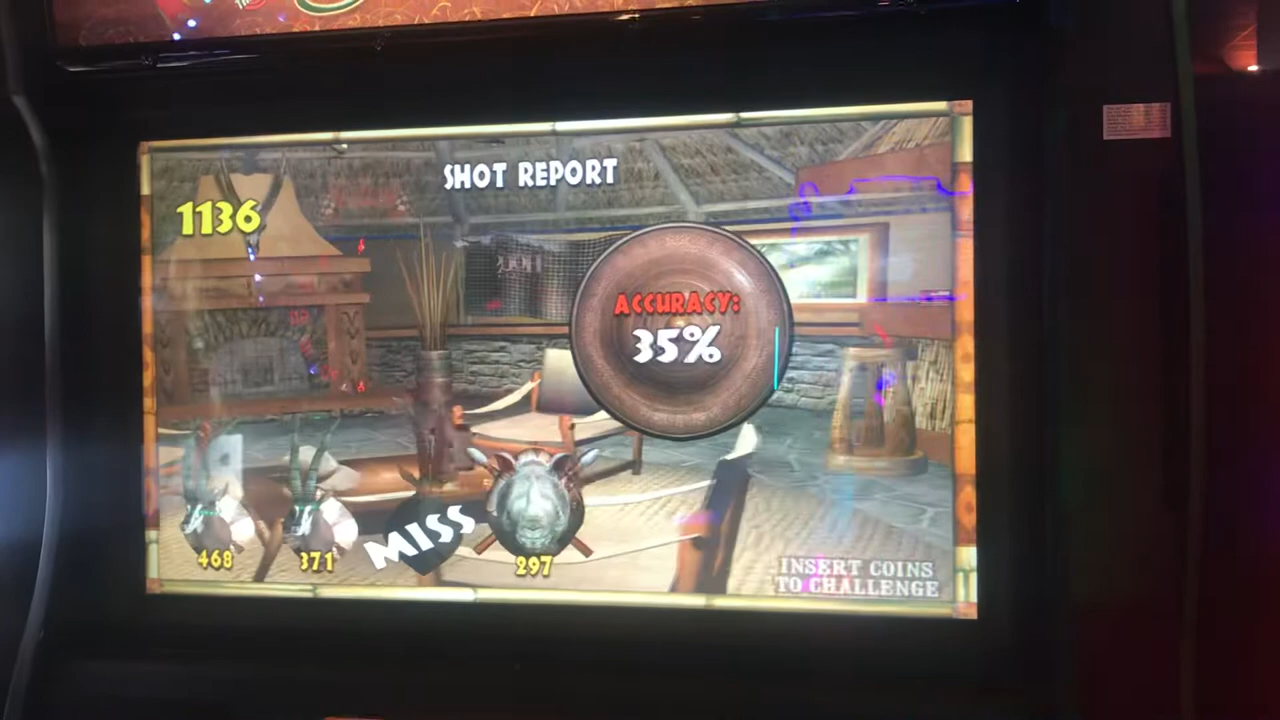 SHOT REPORT
1136
ACCURACY:
35%
468
371
MISS
297
INSERT COINS
TO CHALLENGE